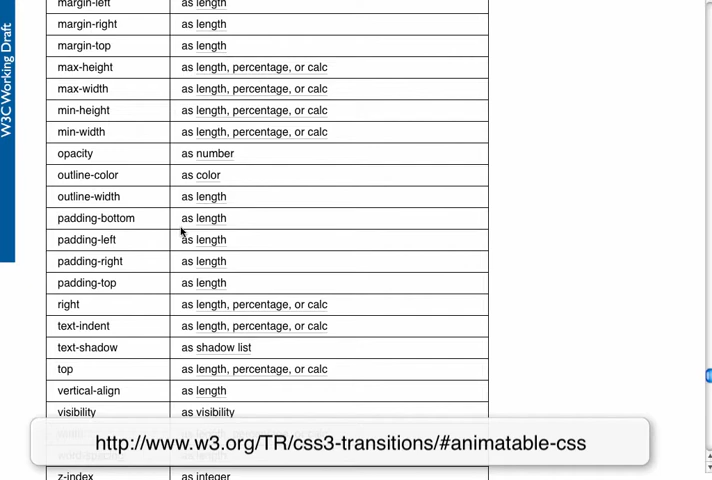 W3C Working Draft
margin-left as length
margin-right as length
margin-top as length
max-height as length, percentage, or calc
max-width as length, percentage, or calc
min-height as length, percentage, or calc
min-width as length, percentage, or calc
opacity as number
outline-color as color
outline-width as length
padding-bottom as length
padding-left as length
padding-right as length
padding-top as length
right as length, percentage, or calc
text-indent as length, percentage, or calc
text-shadow as shadow list
top as length, percentage, or calc
vertical-align as length
visibility as visibility
http://www.w3.org/TR/css3-transitions/#animatable-css
z-index as integer